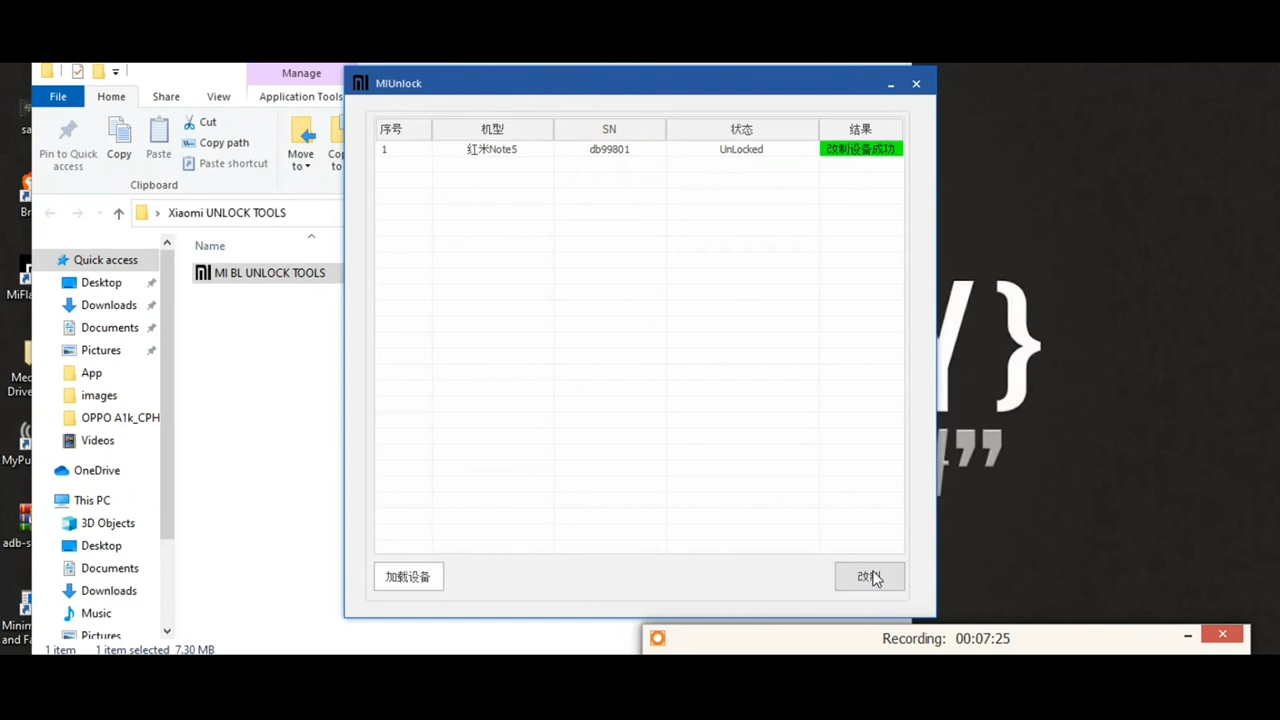 Manage
File
Home
Share
View
Application Tools
Pin to Quick access
Copy
Paste
Cut
Copy path
Paste shortcut
Move to
Clipboard
Xiaomi UNLOCK TOOLS
Name
MI BL UNLOCK TOOLS
Quick access
Desktop
Downloads
Documents
Pictures
App
images
OPPO A1k_CPH
Videos
OneDrive
This PC
3D Objects
Desktop
Documents
Downloads
Music
Pictures
1 item
1 item selected 7.30 MB
MIUnlock
序号 机型 SN 状态 结果
1 红米Note5 db99801 UnLocked 改制设备成功
加载设备
Recording: 00:07:25